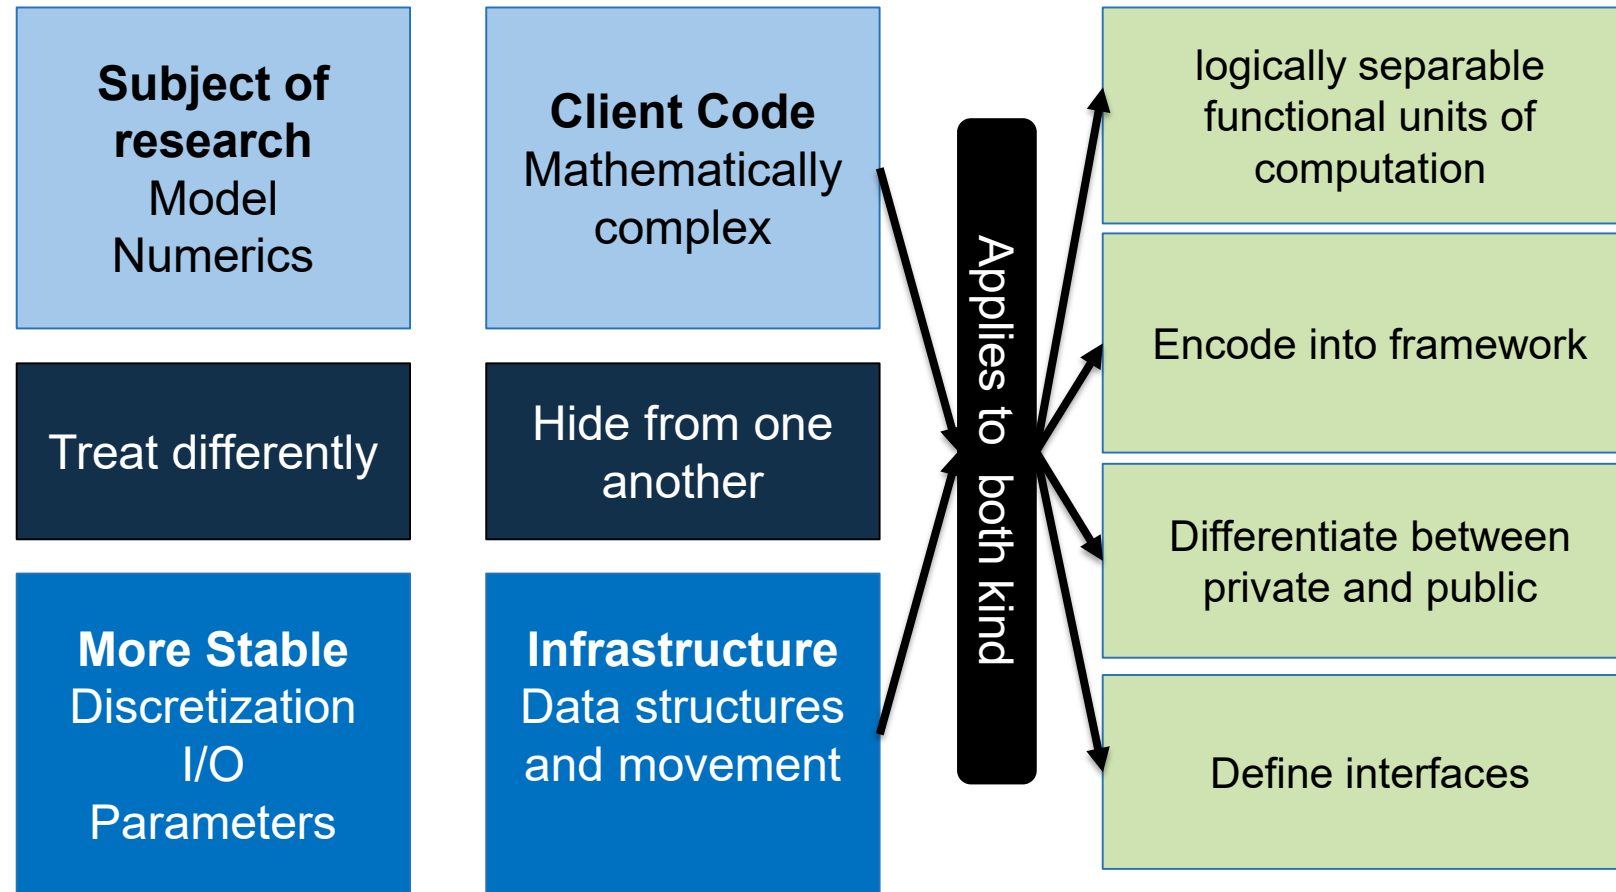 Subject of
research
Model
Numerics
Treat differently
More Stable
Discretization
I/O
Parameters
Client Code
Mathematically
complex
Hide from one
another
Infrastructure
Data structures
and movement
Applies to both kind
logically separable
functional units of
computation
Encode into framework
Differentiate between
private and public
Define interfaces